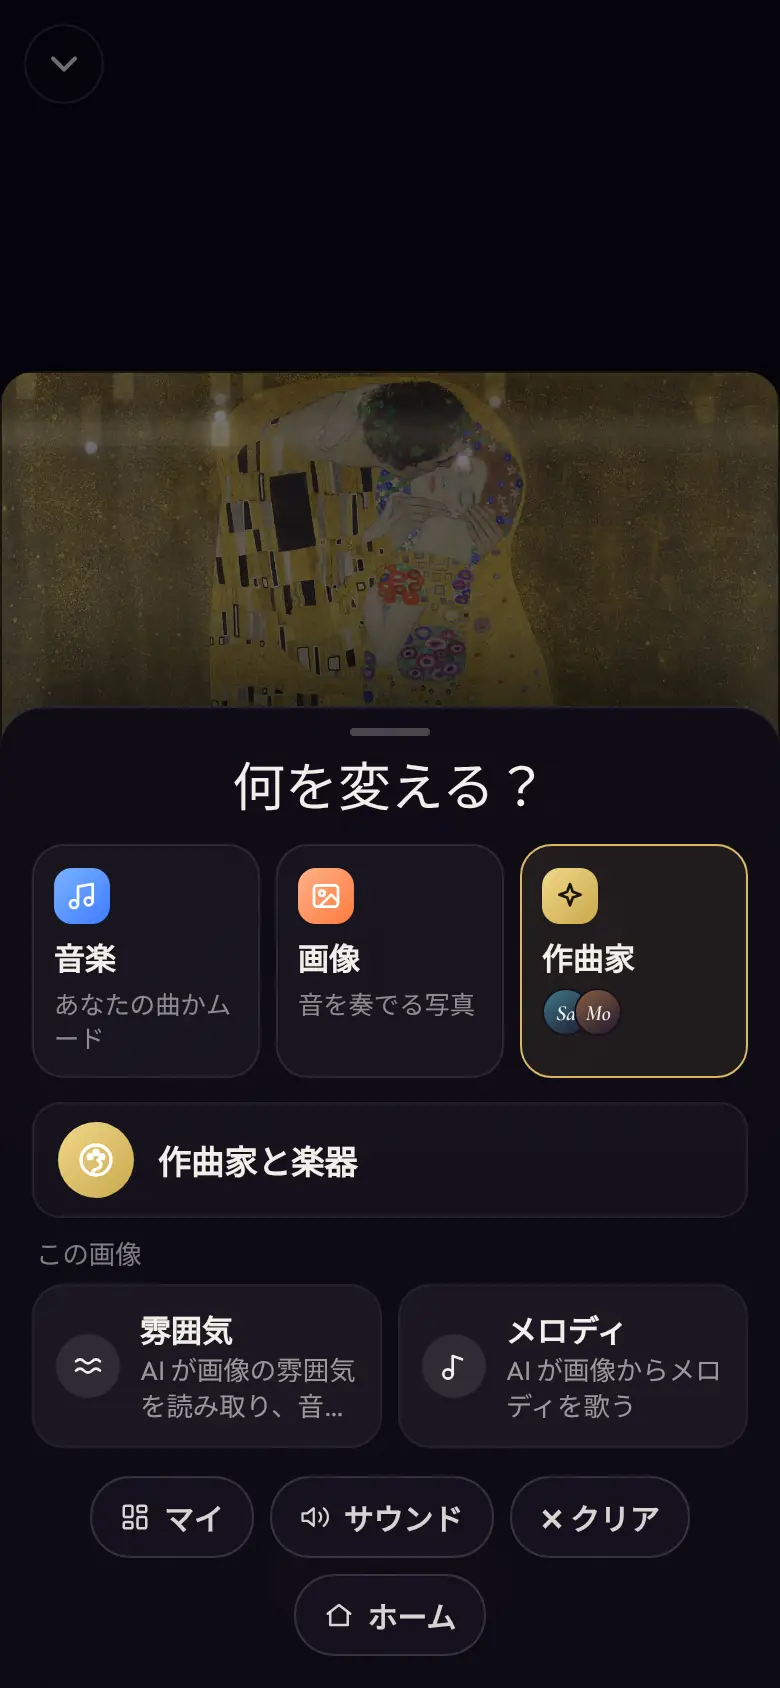 何を変える？
音楽
あなたの曲かム
ード
画像
音を奏でる写真
作曲家
Sa Mo
作曲家と楽器
この画像
雰囲気
AI が画像の雰囲気
を読み取り、音…
メロディ
AI が画像からメロ
ディを歌う
マイ
サウンド
× クリア
ホーム